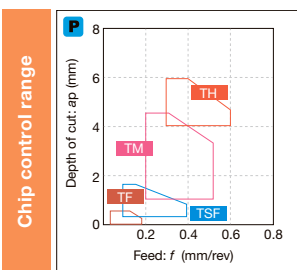 Chip control range
P
Depth of cut: ap (mm)
8
6
4
2
0
TH
TM
TF
TSF
0.2 0.4 0.6 0.8
Feed: f (mm/rev)